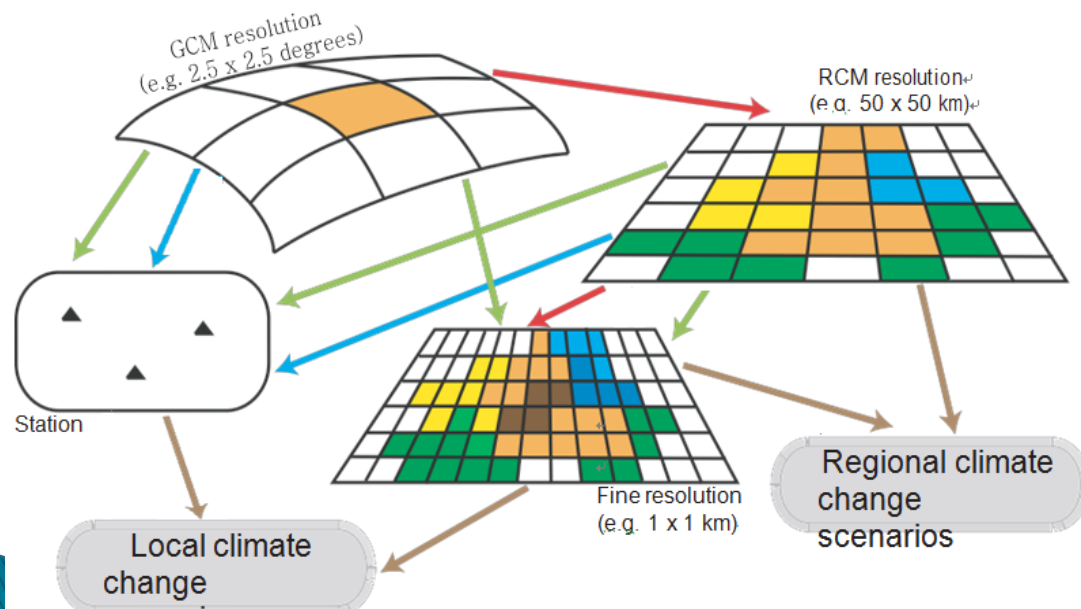 GCM resolution
(e.g. 2.5 x 2.5 degrees)
RCM resolution↵
(e.g. 50 x 50 km)↵
Station
Fine resolution
(e.g. 1 x 1 km)
Regional climate
change
scenarios
Local climate
change